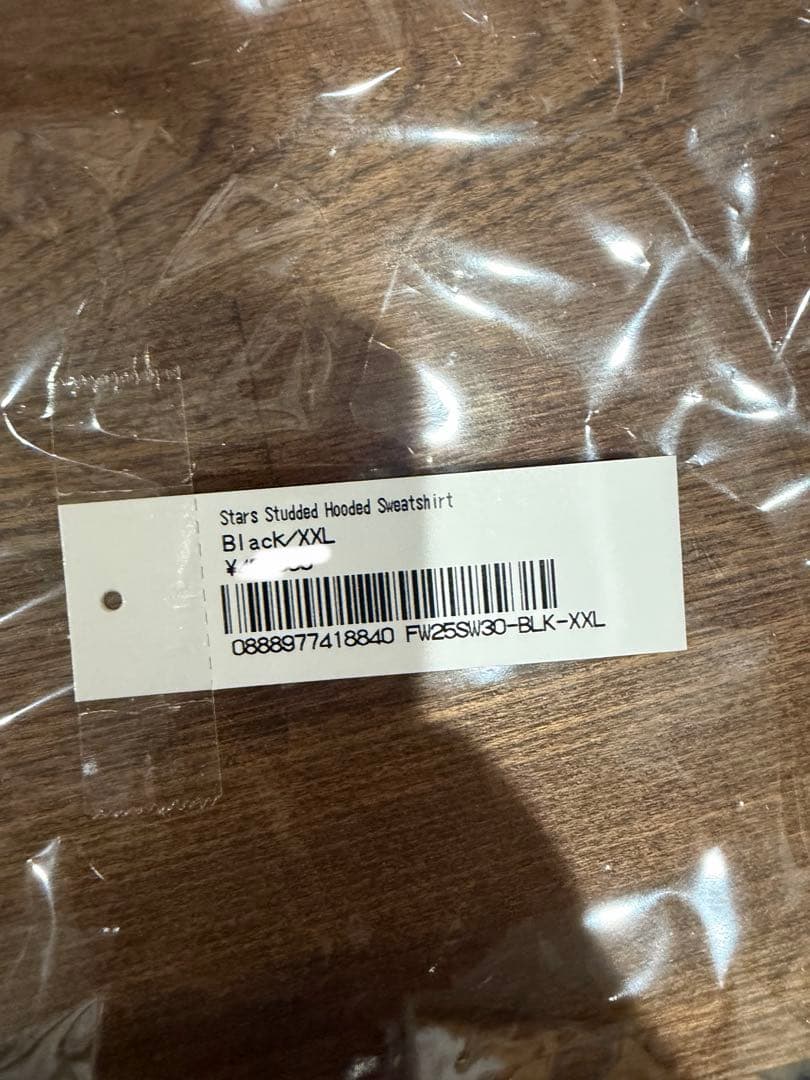 Stars Studded Hooded Sweatshirt
Black/XXL
¥
0888977418840 FW25SW30-BLK-XXL